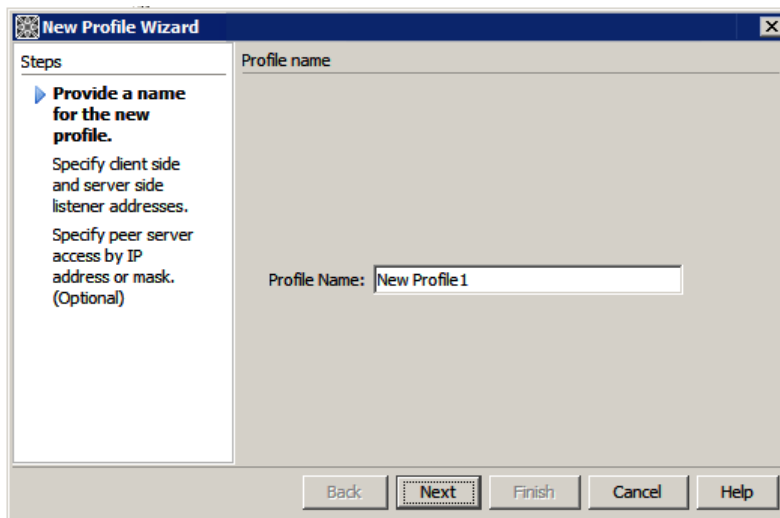 New Profile Wizard
Steps
Provide a name
for the new
profile.
Specify client side
and server side
listener addresses.
Specify peer server
access by IP
address or mask.
(Optional)
Profile name
Profile Name: New Profile1
Back Next Finish Cancel Help